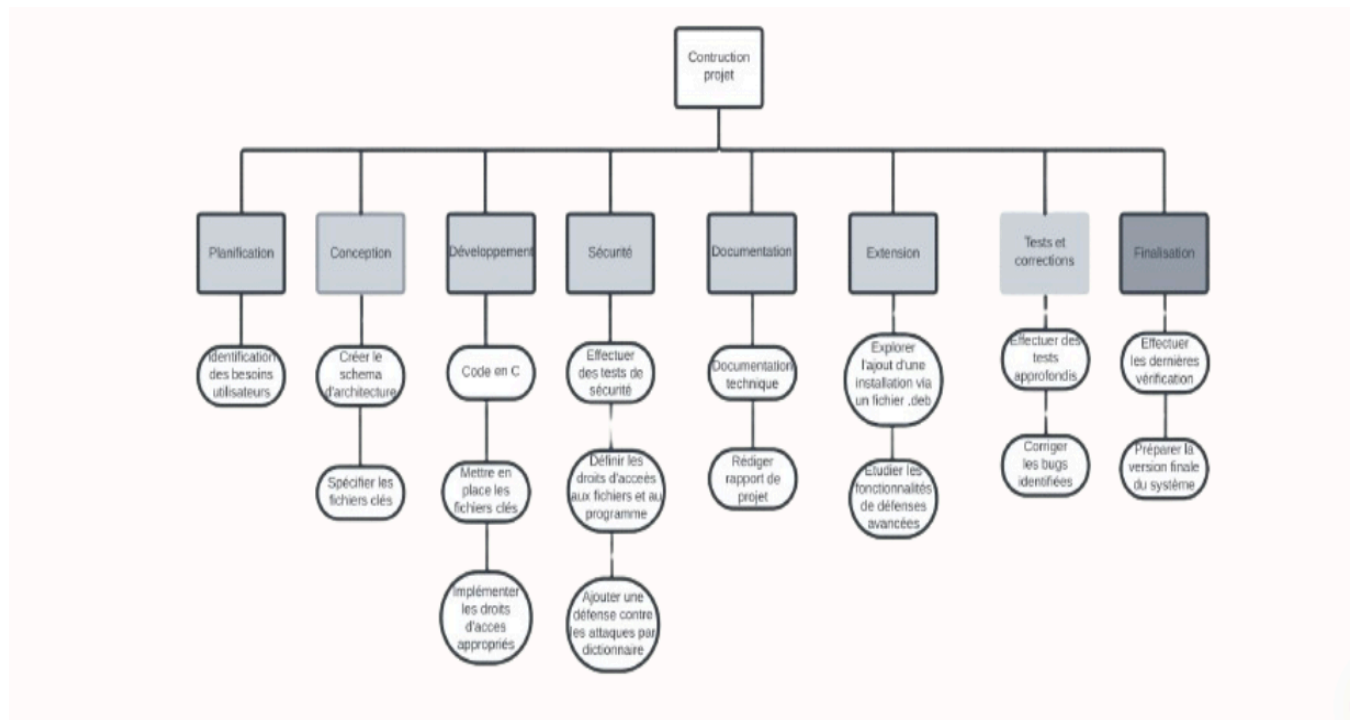 Contruction
projet
Planification
Conception
Développement
Sécurité
Documentation
Extension
Tests et
corrections
Finalisation
Identification
des besoins
utilisateurs
Créer le
schema
d'architecture
Spécifier les
fichiers clés
Code en C
Mettre en
place les
fichiers clés
Implémenter
les droits
d'acces
appropriés
Effectuer
des tests de
sécurité
Définir les
droits d'acceès
aux fichiers et au
programme
Ajouter une
défense contre
les attaques par
dictionnaire
Documentation
technique
Rédiger
rapport de
projet
Explorer
l'ajout d'une
installation via
un fichier .deb
Etudier les
fonctionnalités
de défenses
avancées
Effectuer des
tests
approfondis
Corriger
les bugs
identifiées
Effectuer
les dernières
vérification
Préparer la
version finale
du système